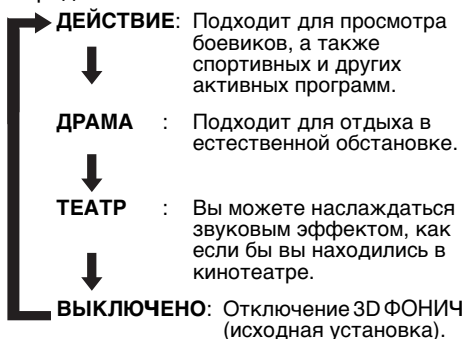 ДЕЙСТВИЕ: Подходит для просмотра
боевиков, а также
спортивных и других
активных программ.
ДРАМА : Подходит для отдыха в
естественной обстановке.
ТЕАТР : Вы можете наслаждаться
звуковым эффектом, как
если бы вы находились в
кинотеатре.
ВЫКЛЮЧЕНО: Отключение 3D ФОНИЧ
(исходная установка).